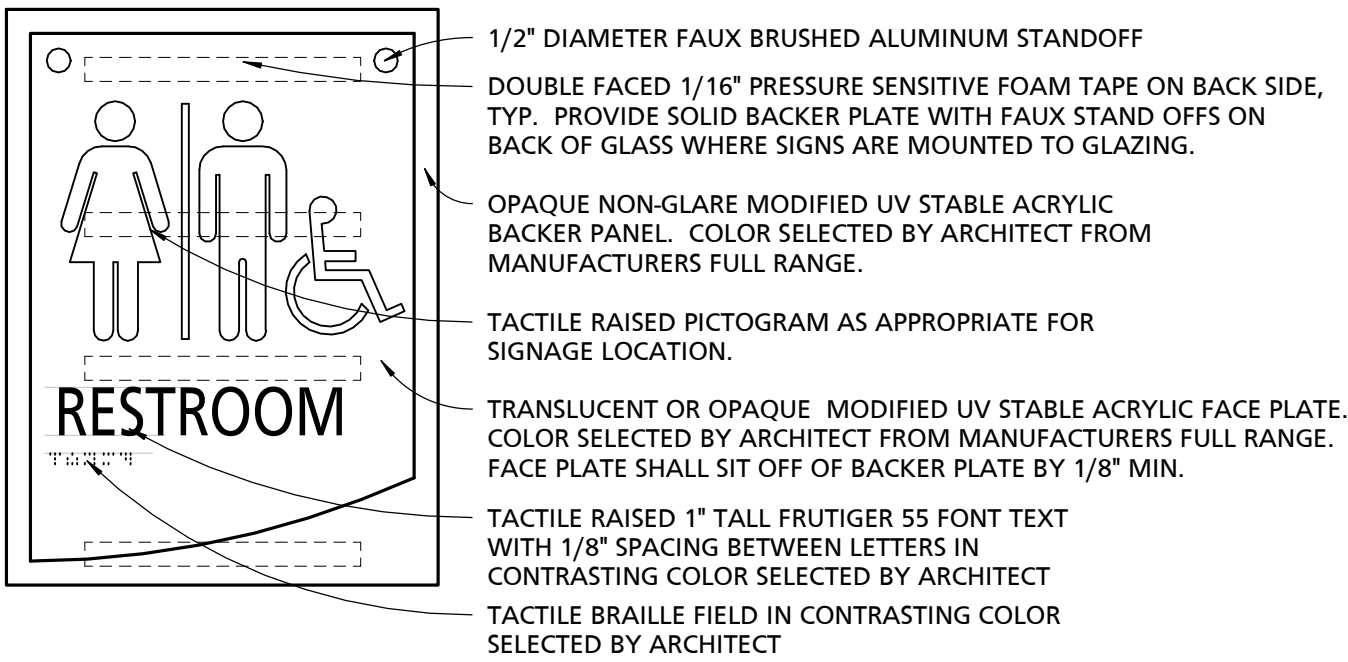 1/2" DIAMETER FAUX BRUSHED ALUMINUM STANDOFF
DOUBLE FACED 1/16" PRESSURE SENSITIVE FOAM TAPE ON BACK SIDE,
TYP. PROVIDE SOLID BACKER PLATE WITH FAUX STAND OFFS ON
BACK OF GLASS WHERE SIGNS ARE MOUNTED TO GLAZING.
OPAQUE NON-GLARE MODIFIED UV STABLE ACRYLIC
BACKER PANEL. COLOR SELECTED BY ARCHITECT FROM
MANUFACTURERS FULL RANGE.
TACTILE RAISED PICTOGRAM AS APPROPRIATE FOR
SIGNAGE LOCATION.
RESTROOM
TRANSLUCENT OR OPAQUE MODIFIED UV STABLE ACRYLIC FACE PLATE.
COLOR SELECTED BY ARCHITECT FROM MANUFACTURERS FULL RANGE.
FACE PLATE SHALL SIT OFF OF BACKER PLATE BY 1/8" MIN.
TACTILE RAISED 1" TALL FRUTIGER 55 FONT TEXT
WITH 1/8" SPACING BETWEEN LETTERS IN
CONTRASTING COLOR SELECTED BY ARCHITECT
TACTILE BRAILLE FIELD IN CONTRASTING COLOR
SELECTED BY ARCHITECT